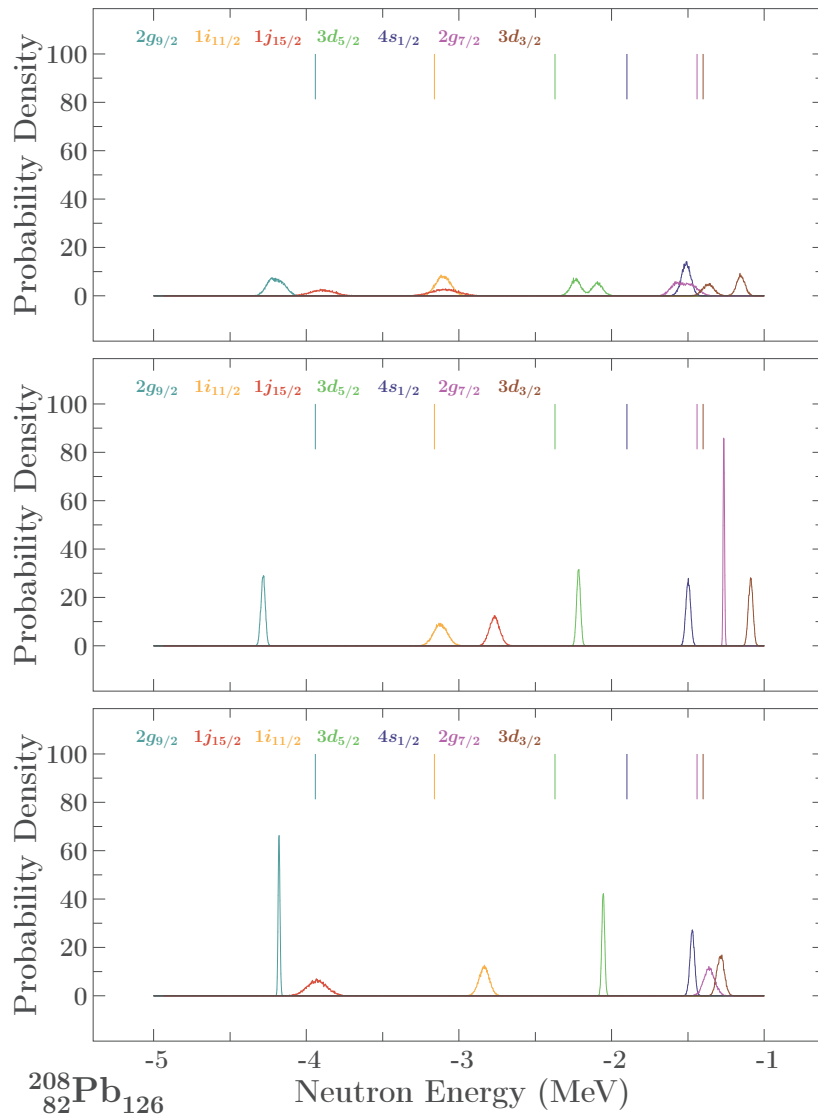 2g9/2 1i11/2 1j15/2 3d5/2 4s1/2 2g7/2 3d3/2
100
80
60
40
20
0
Probability Density
2g9/2 1i11/2 1j15/2 3d5/2 4s1/2 2g7/2 3d3/2
100
80
60
40
20
0
Probability Density
2g9/2 1j15/2 1i11/2 3d5/2 4s1/2 2g7/2 3d3/2
100
80
60
40
20
0
Probability Density
-5 -4 -3 -2 -1
208 82 Pb 126 Neutron Energy (MeV)